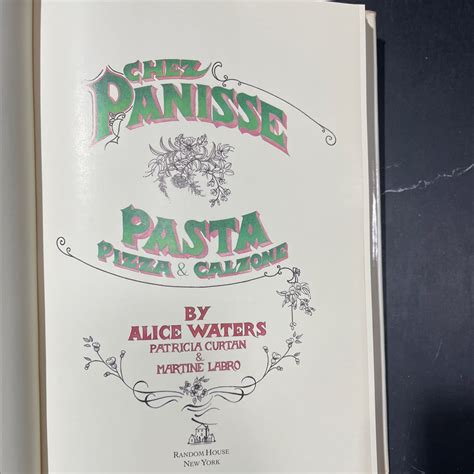 CHEZ
PANISSE
PASTA
PIZZA & CALZONE
BY
ALICE WATERS
PATRICIA CURTAN
&
MARTINE LABRO
RANDOM HOUSE
NEW YORK